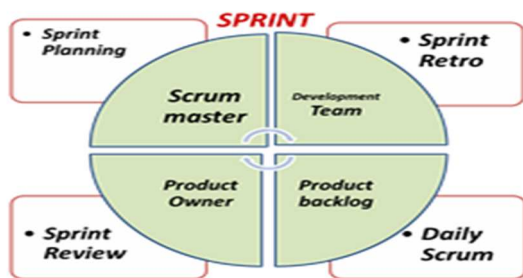 SPRINT
• Sprint
Planning
• Sprint
Retro
Scrum
master
Development
Team
Product
Owner
Product
backlog
• Sprint
Review
• Daily
Scrum